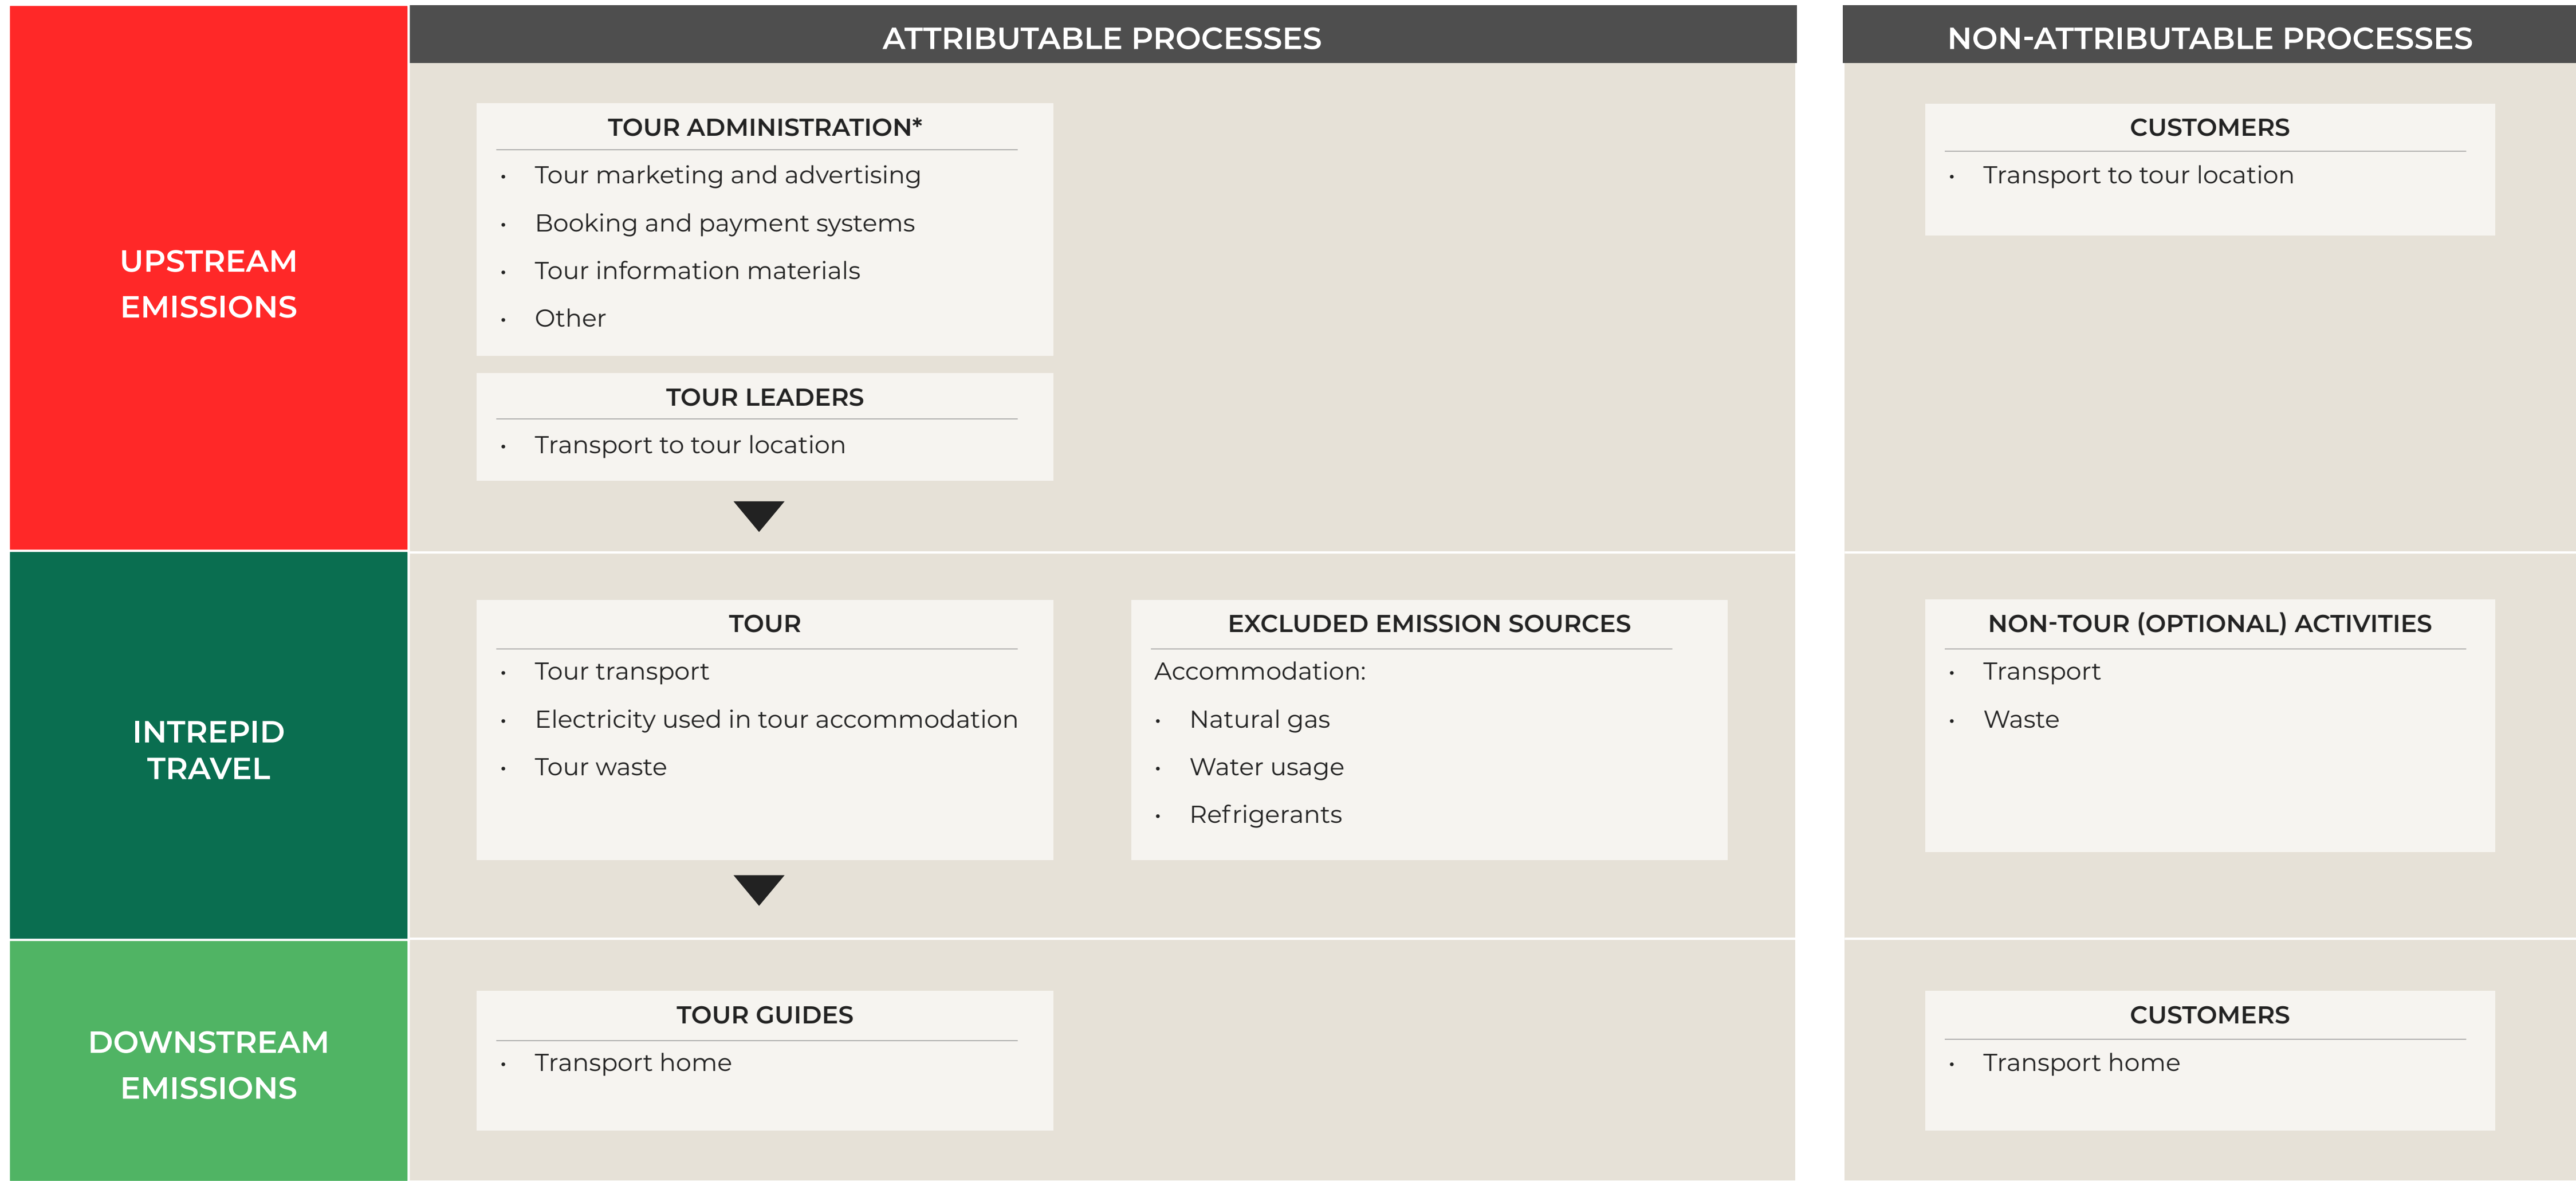 ATTRIBUTABLE PROCESSES
NON-ATTRIBUTABLE PROCESSES
UPSTREAM
EMISSIONS
TOUR ADMINISTRATION*
• Tour marketing and advertising
• Booking and payment systems
• Tour information materials
• Other
TOUR LEADERS
• Transport to tour location
CUSTOMERS
• Transport to tour location
INTREPID
TRAVEL
TOUR
• Tour transport
• Electricity used in tour accommodation
• Tour waste
EXCLUDED EMISSION SOURCES
Accommodation:
• Natural gas
• Water usage
• Refrigerants
NON-TOUR (OPTIONAL) ACTIVITIES
• Transport
• Waste
DOWNSTREAM
EMISSIONS
TOUR GUIDES
• Transport home
CUSTOMERS
• Transport home